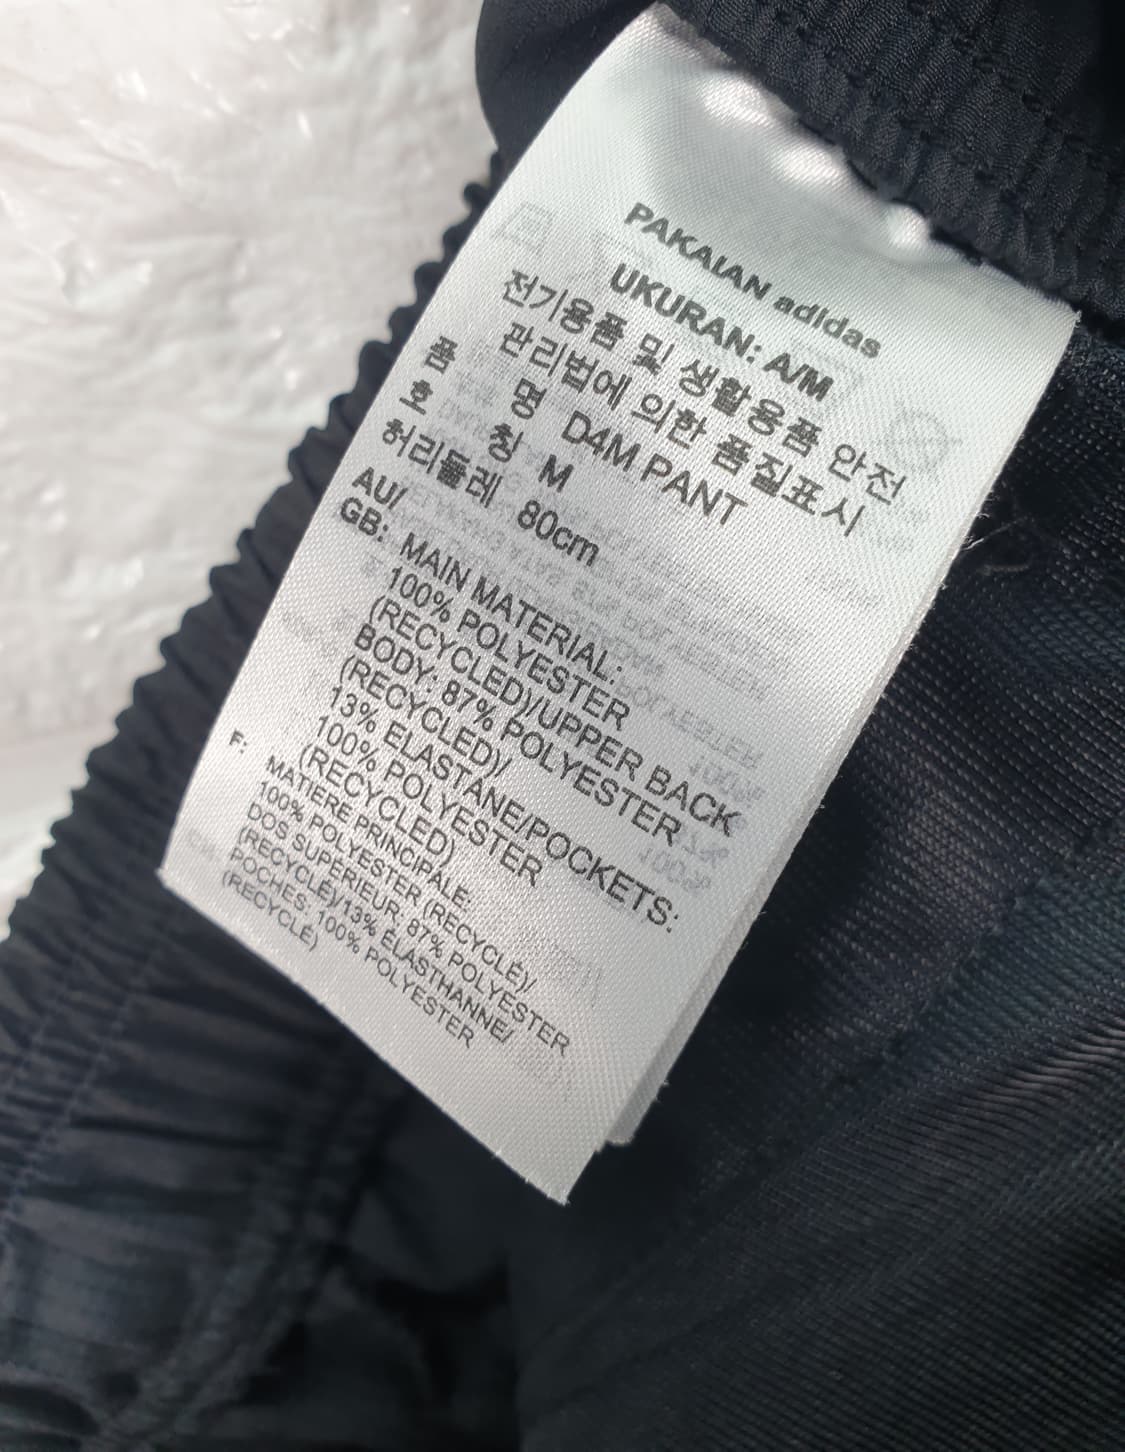 PAKAIAN adidas
UKURAN: A/M
전기용품 및 생활용품 안전
관리법에 의한 품질표시
품 명 D4M PANT
호 칭 M
허리둘레 80cm
AU/
GB: MAIN MATERIAL:
100% POLYESTER
(RECYCLED)/UPPER BACK
BODY: 87% POLYESTER
(RECYCLED)/
13% ELASTANE/POCKETS:
100% POLYESTER
(RECYCLED)
F: MATIÈRE PRINCIPALE:
100% POLYESTER (RECYCLÉ)/
DOS SUPÉRIEUR: 87% POLYESTER
(RECYCLÉ)/13% ÉLASTHANNE/
POCHES: 100% POLYESTER
(RECYCLÉ)